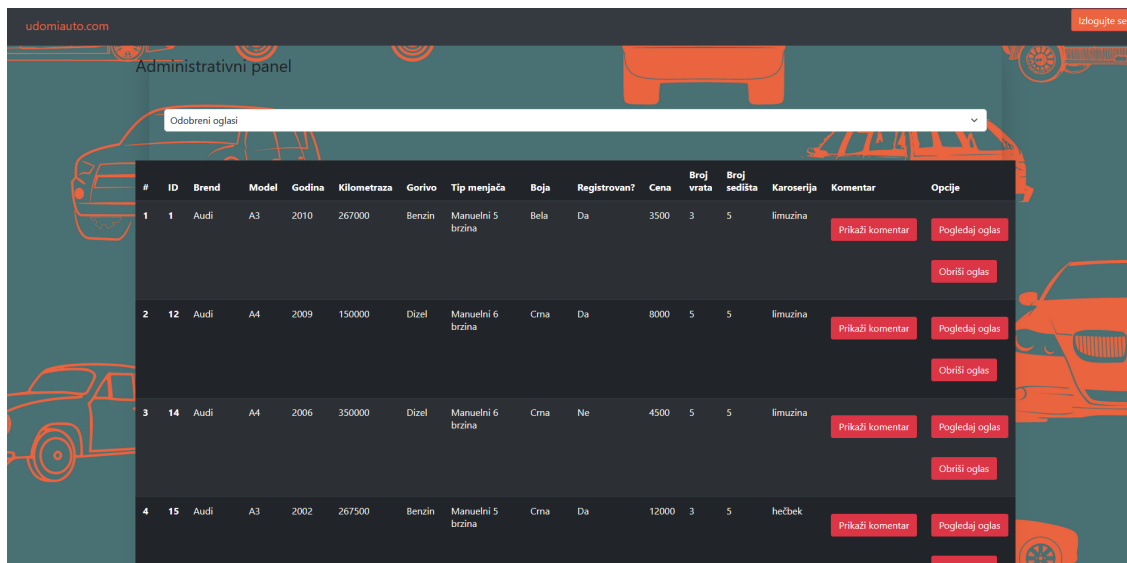 udomiauto.com
Izlogujte se
Administrativni panel
Odobreni oglasi
# ID Brend Model Godina Kilometraza Gorivo Tip menjača Boja Registrovan? Cena Broj vrata Broj sedišta Karoserija Komentar Opcije
1 1 Audi A3 2010 267000 Benzin Manuelni 5 brzina Bela Da 3500 3 5 limuzina Prikaži komentar Pogledaj oglas
Obriši oglas
2 12 Audi A4 2009 150000 Dizel Manuelni 6 brzina Crna Da 8000 5 5 limuzina Prikaži komentar Pogledaj oglas
Obriši oglas
3 14 Audi A4 2006 350000 Dizel Manuelni 6 brzina Crna Ne 4500 5 5 limuzina Prikaži komentar Pogledaj oglas
Obriši oglas
4 15 Audi A3 2002 267500 Benzin Manuelni 5 brzina Crna Da 12000 3 5 hečbek Prikaži komentar Pogledaj oglas